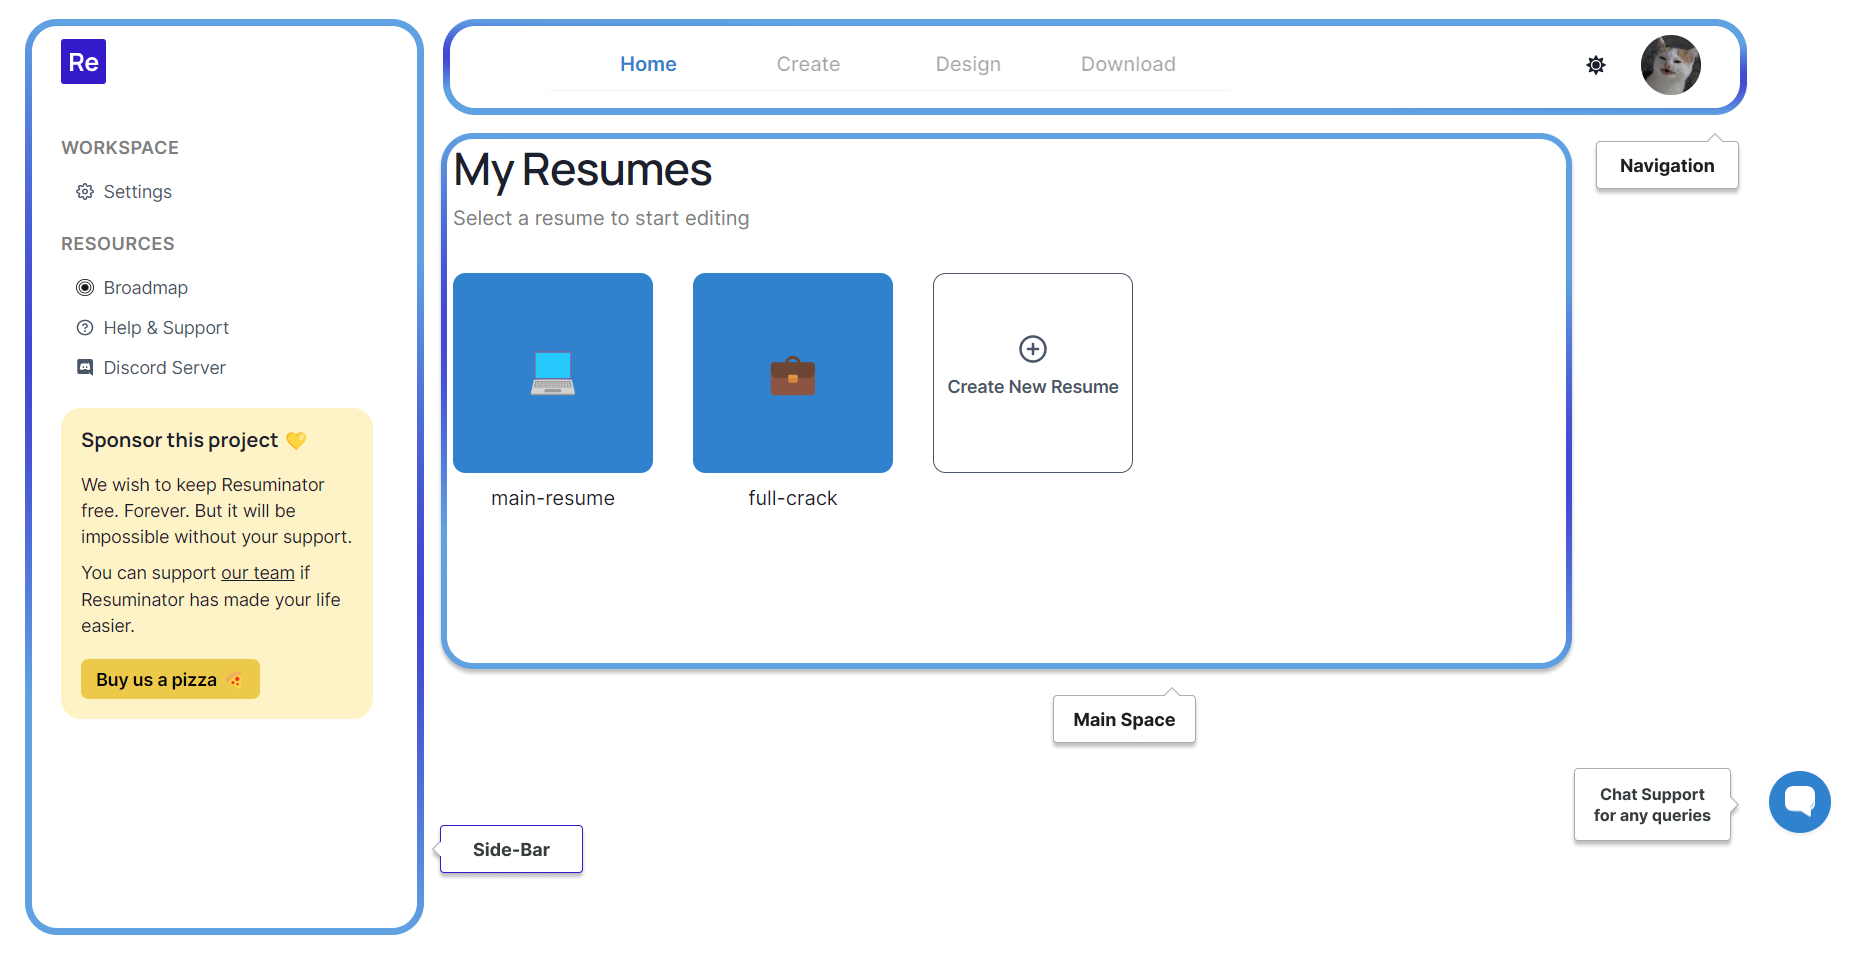 Re
WORKSPACE
Settings
RESOURCES
Broadmap
Help & Support
Discord Server
Sponsor this project 💛
We wish to keep Resuminator
free. Forever. But it will be
impossible without your support.
You can support our team if
Resuminator has made your life
easier.
Buy us a pizza 🍕
Side-Bar
Home
Create
Design
Download
Navigation
My Resumes
Select a resume to start editing
main-resume
full-crack
Create New Resume
Main Space
Chat Support
for any queries